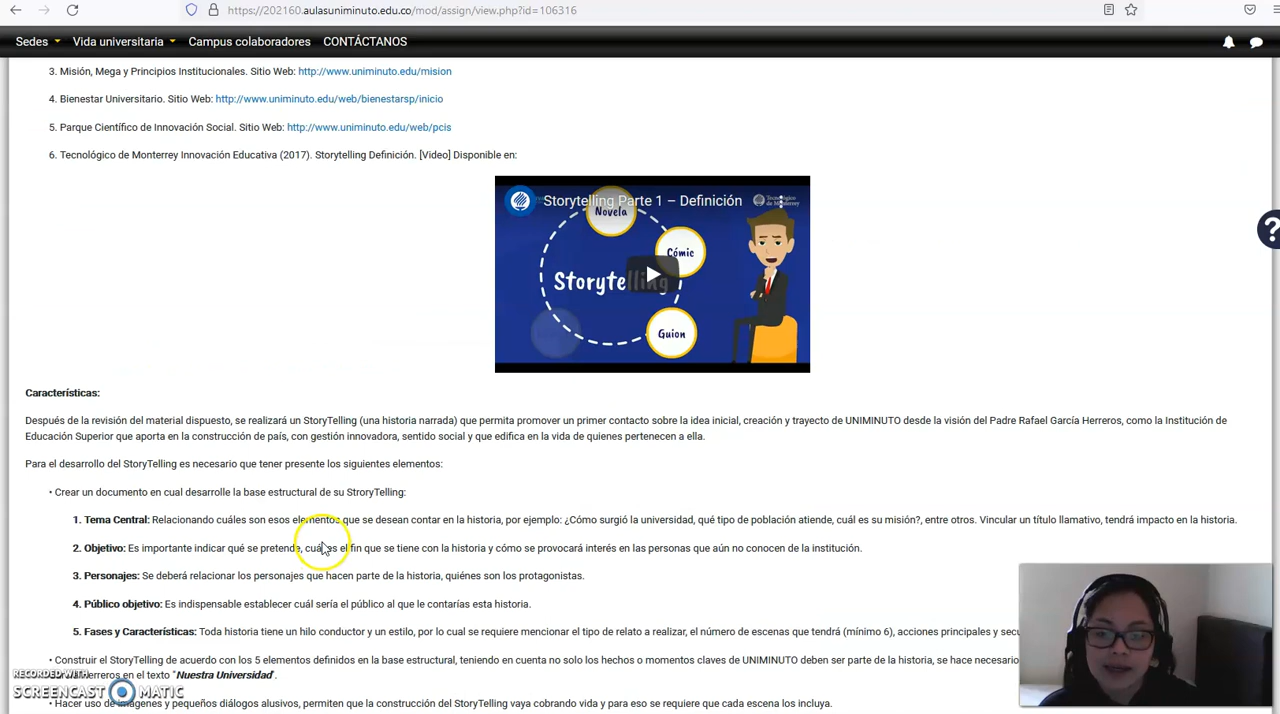 https://202160.aulasuniminuto.edu.co/mod/assign/view.php?id=106316
Sedes Vida universitaria Campus colaboradores CONTÁCTANOS
3. Misión, Mega y Principios Institucionales. Sitio Web: http://www.uniminuto.edu/mision
4. Bienestar Universitario. Sitio Web: http://www.uniminuto.edu/web/bienestarsp/inicio
5. Parque Científico de Innovación Social. Sitio Web: http://www.uniminuto.edu/web/pcis
6. Tecnológico de Monterrey Innovación Educativa (2017). Storytelling Definición. [Video] Disponible en:
Storytelling Parte 1 – Definición
Tecnológico
de Monterrey
Novela
Cómic
Storytelling
Guion
?
Características:
Después de la revisión del material dispuesto, se realizará un StoryTelling (una historia narrada) que permita promover un primer contacto sobre la idea inicial, creación y trayecto de UNIMINUTO desde la visión del Padre Rafael García Herreros, como la Institución de
Educación Superior que aporta en la construcción de país, con gestión innovadora, sentido social y que edifica en la vida de quienes pertenecen a ella.
Para el desarrollo del StoryTelling es necesario que tener presente los siguientes elementos:
• Crear un documento en cual desarrolle la base estructural de su StroryTelling:
1. Tema Central: Relacionando cuáles son esos elementos que se desean contar en la historia, por ejemplo: ¿Cómo surgió la universidad, qué tipo de población atiende, cuál es su misión?, entre otros. Vincular un título llamativo, tendrá impacto en la historia.
2. Objetivo: Es importante indicar qué se pretende, cuál es el fin que se tiene con la historia y cómo se provocará interés en las personas que aún no conocen de la institución.
3. Personajes: Se deberá relacionar los personajes que hacen parte de la historia, quiénes son los protagonistas.
4. Público objetivo: Es indispensable establecer cuál sería el público al que le contarías esta historia.
5. Fases y Características: Toda historia tiene un hilo conductor y un estilo, por lo cual se requiere mencionar el tipo de relato a realizar, el número de escenas que tendrá (mínimo 6), acciones principales y secu
• Construir el StoryTelling de acuerdo con los 5 elementos definidos en la base estructural, teniendo en cuenta no solo los hechos o momentos claves de UNIMINUTO deben ser parte de la historia, se hace necesario
Herreros en el texto "Nuestra Universidad".
• Hacer uso de imágenes y pequeños diálogos alusivos, permiten que la construcción del StoryTelling vaya cobrando vida y para eso se requiere que cada escena los incluya.
RECORDED WITH
SCREENCAST MATIC